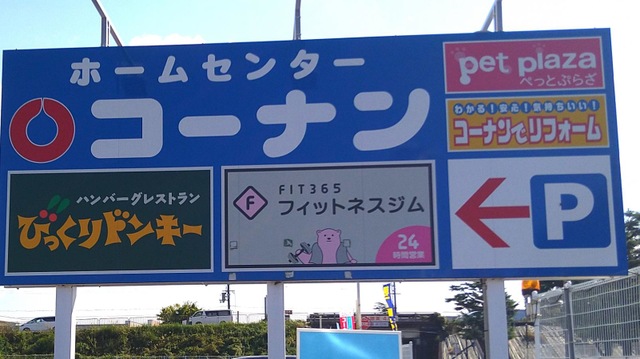 ホームセンター
コーナン
pet plaza
ぺっとぷらざ
わかる!安心!気持ちいい!
コーナンでリフォーム
ハンバーグレストラン
びっくりドンキー
FIT365
F
フィットネスジム
24
時間営業
P